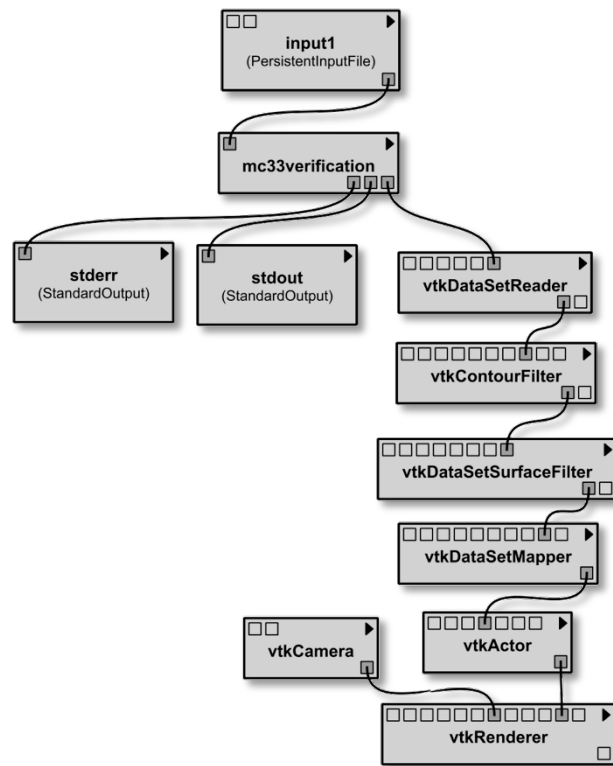 input1
(PersistentInputFile)
mc33verification
stderr
(StandardOutput)
stdout
(StandardOutput)
vtkDataSetReader
vtkContourFilter
vtkDataSetSurfaceFilter
vtkDataSetMapper
vtkCamera
vtkActor
vtkRenderer